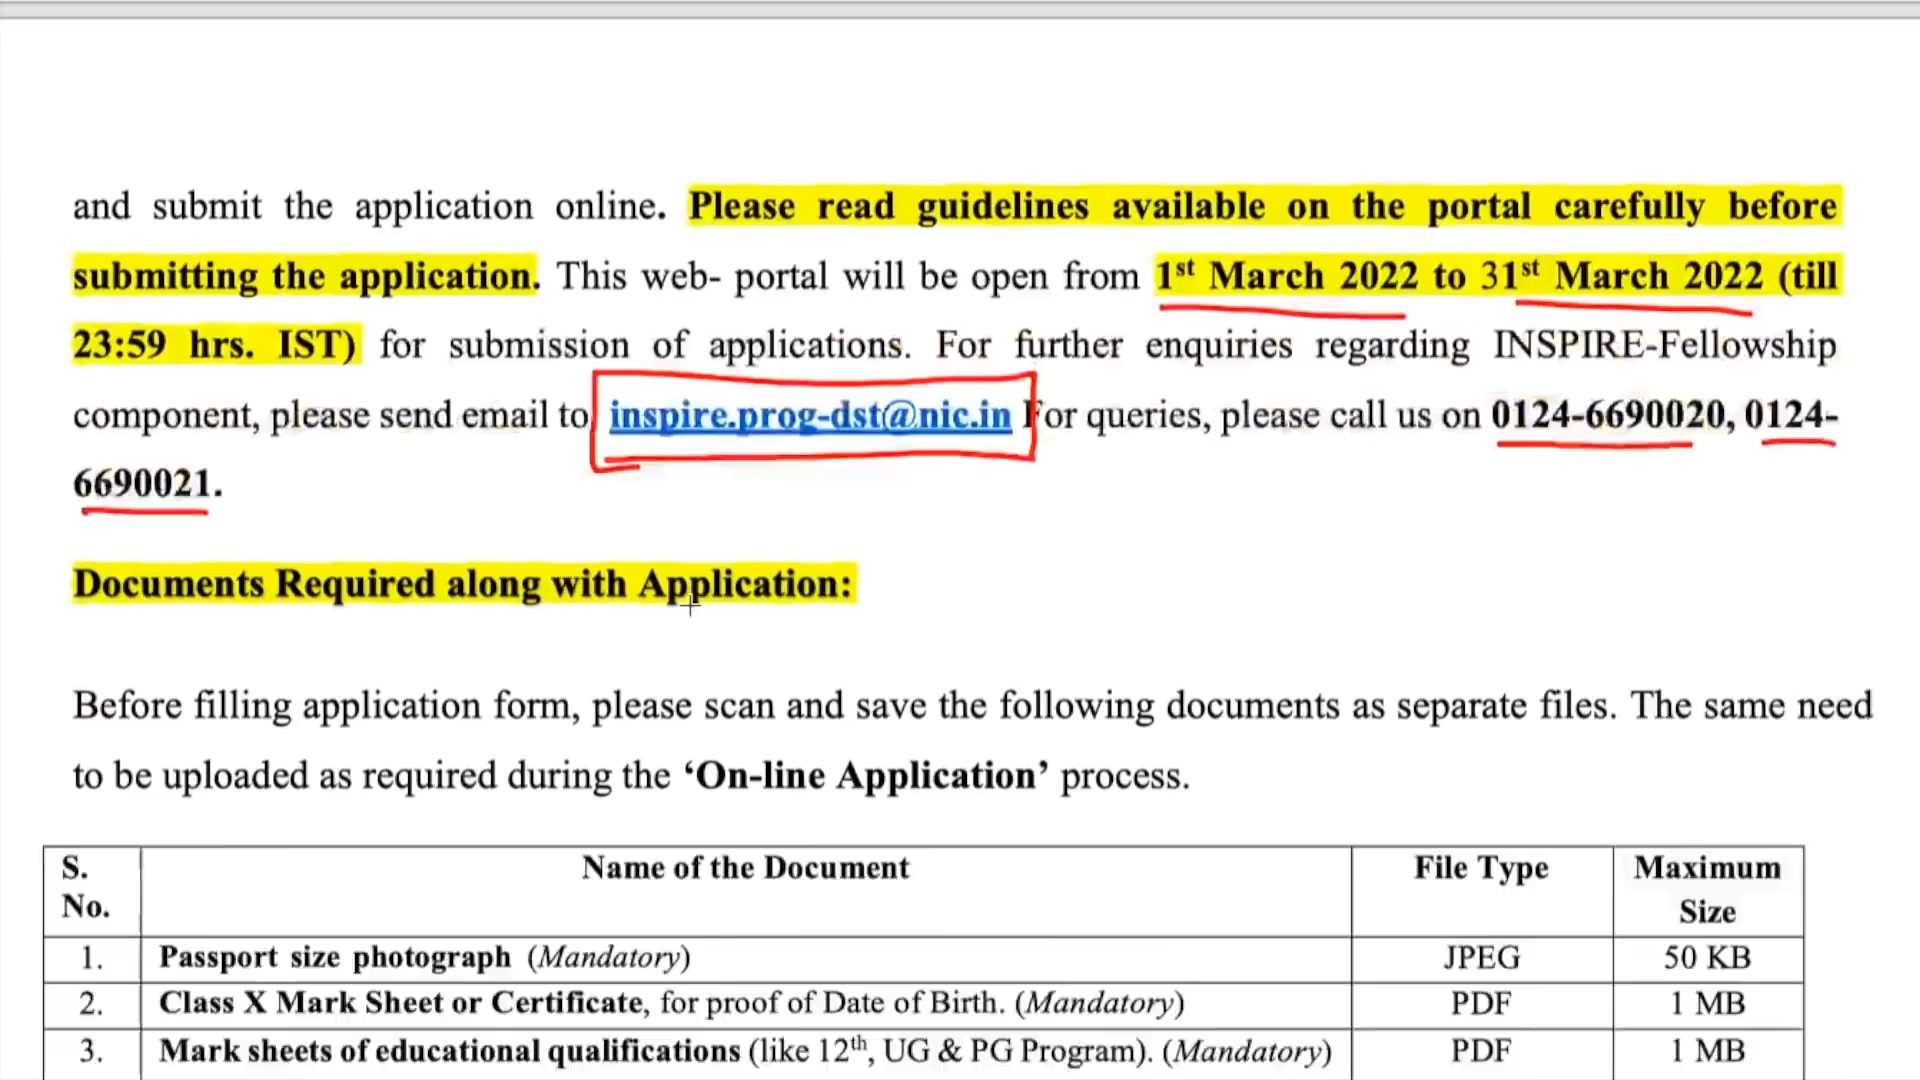 and submit the application online. Please read guidelines available on the portal carefully before
submitting the application. This web- portal will be open from 1st March 2022 to 31st March 2022 (till
23:59 hrs. IST) for submission of applications. For further enquiries regarding INSPIRE-Fellowship
component, please send email to inspire.prog-dst@nic.in For queries, please call us on 0124-6690020, 0124-
6690021.
Documents Required along with Application:
Before filling application form, please scan and save the following documents as separate files. The same need
to be uploaded as required during the ‘On-line Application’ process.
S. No. Name of the Document File Type Maximum Size
1. Passport size photograph (Mandatory) JPEG 50 KB
2. Class X Mark Sheet or Certificate, for proof of Date of Birth. (Mandatory) PDF 1 MB
3. Mark sheets of educational qualifications (like 12th, UG & PG Program). (Mandatory) PDF 1 MB